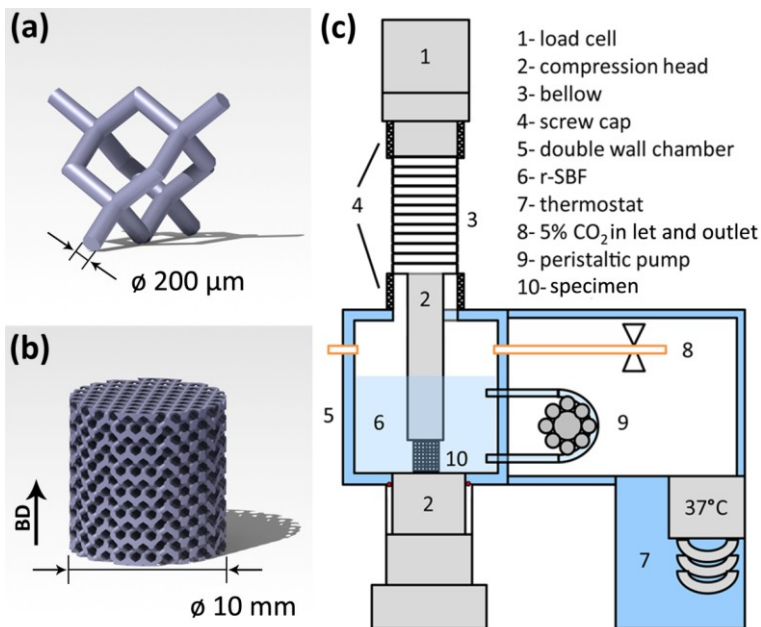 (a)
ø 200 µm
(b)
BD
ø 10 mm
(c)
1
4
3
2
5
6
10
2
8
9
37°C
7
1- load cell
2- compression head
3- bellow
4- screw cap
5- double wall chamber
6- r-SBF
7- thermostat
8- 5% CO₂ in let and outlet
9- peristaltic pump
10- specimen